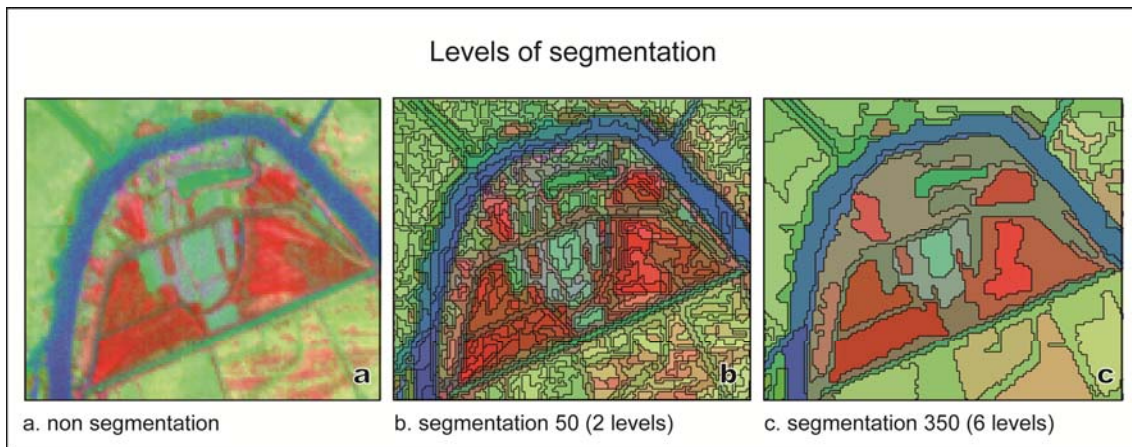 Levels of segmentation
a
b
c
a. non segmentation
b. segmentation 50 (2 levels)
c. segmentation 350 (6 levels)